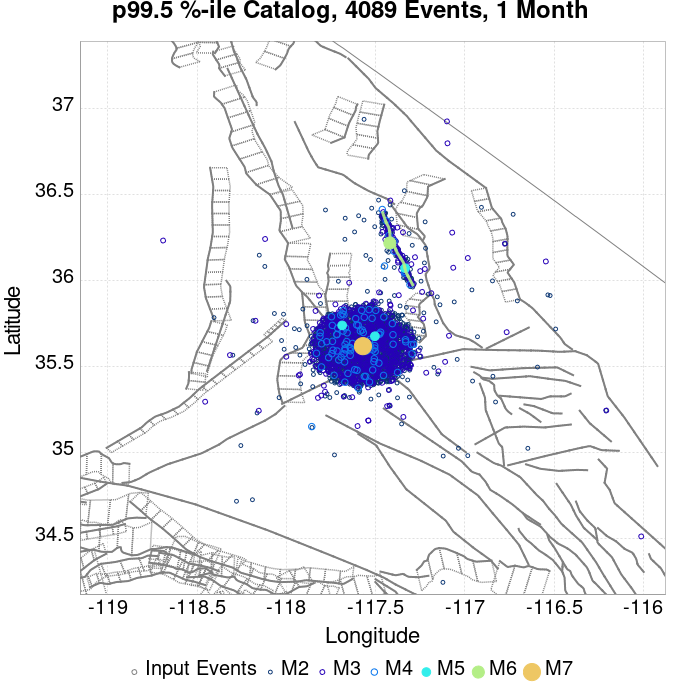 p99.5 %-ile Catalog, 4089 Events, 1 Month
37
36.5
36
35.5
35
34.5
Latitude
-119 -118.5 -118 -117.5 -117 -116.5 -116
Longitude
Input Events M2 M3 M4 M5 M6 M7